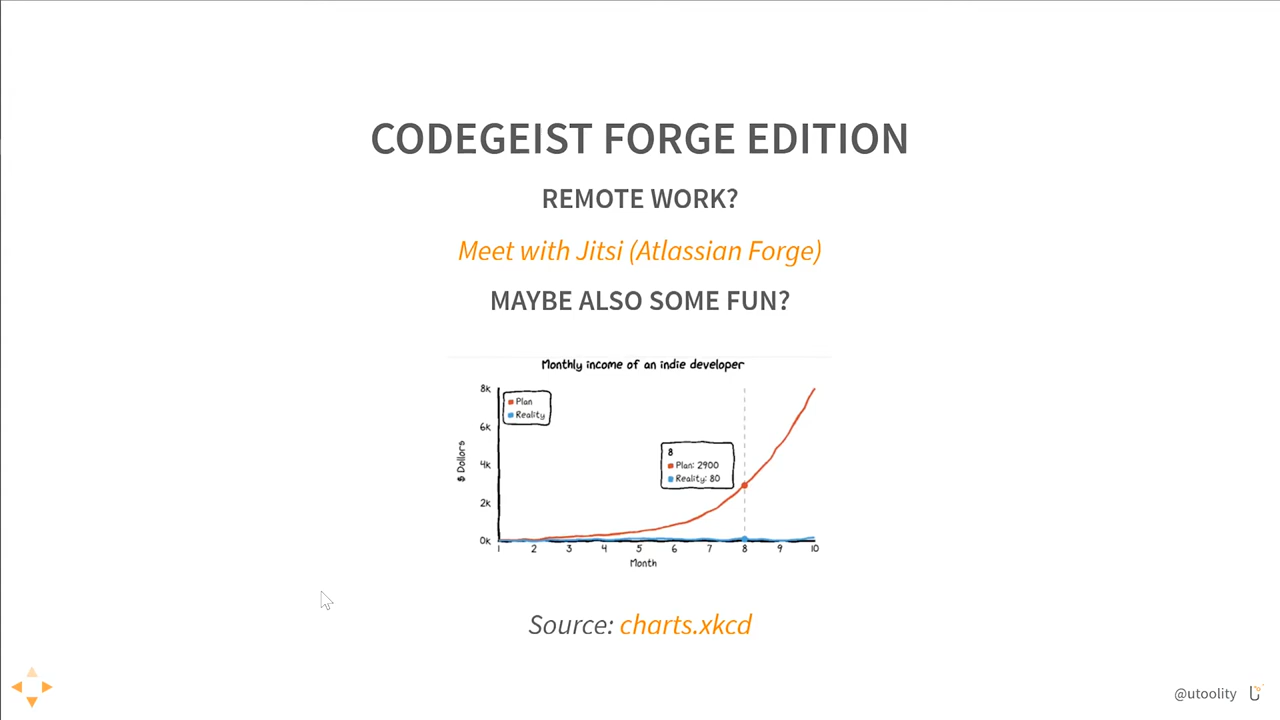 CODEGEIST FORGE EDITION
REMOTE WORK?
Meet with Jitsi (Atlassian Forge)
MAYBE ALSO SOME FUN?
Monthly income of an indie developer
8k
Plan
Reality
6k
8
Plan: 2900
Reality: 80
4k
$ Dollars
2k
0k
1 2 3 4 5 6 7 8 9 10
Month
Source: charts.xkcd
@utoolity